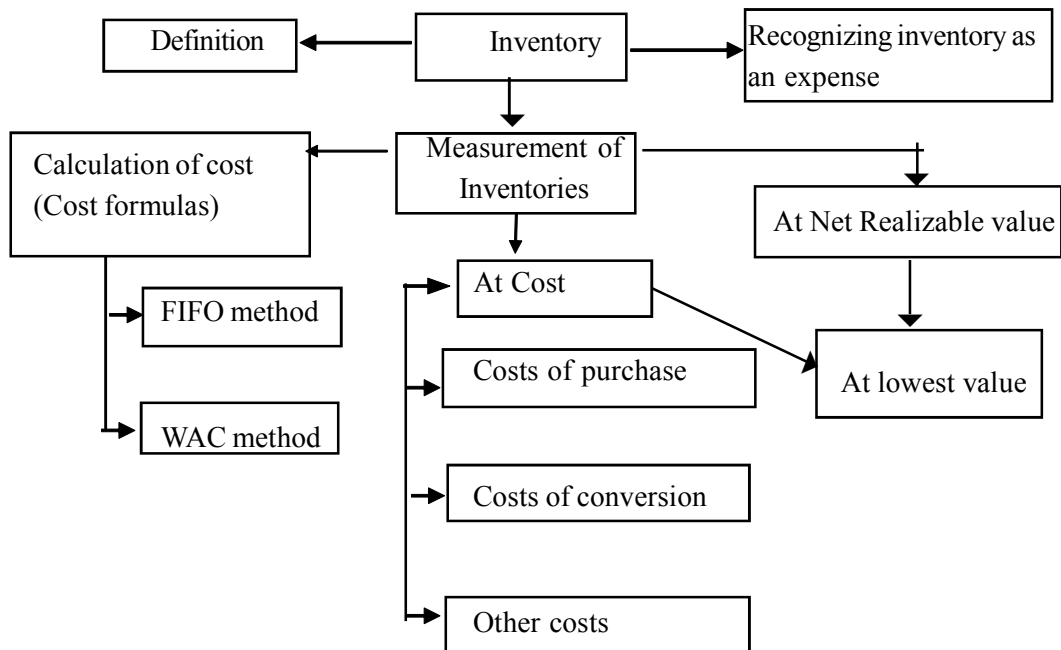 Definition
Inventory
Recognizing inventory as
an expense
Calculation of cost
(Cost formulas)
Measurement of
Inventories
At Net Realizable value
At Cost
FIFO method
Costs of purchase
At lowest value
WAC method
Costs of conversion
Other costs